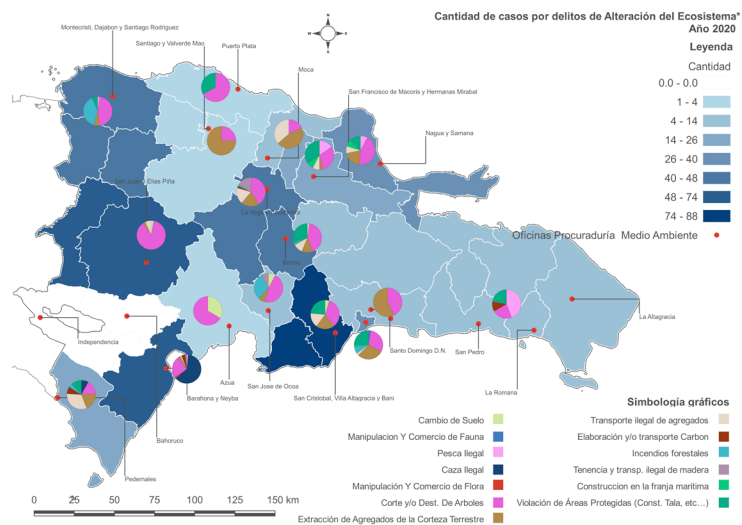 Cantidad de casos por delitos de Alteración del Ecosistema*
Año 2020
Leyenda
Cantidad
0.0 - 0.0
1 - 4
4 - 14
14 - 26
26 - 40
40 - 48
48 - 74
74 - 88
Oficinas Procuraduría Medio Ambiente
Montecristi, Dajabon y Santiago Rodriguez
Santiago y Valverde Mao
Puerto Plata
Moca
San Francisco de Macoris y Hermanas Mirabal
Nagua y Samana
San Juan y Elias Piña
La Vega
Bonao
La Altagracia
Independencia
Azua
San Jose de Ocoa
Santo Domingo D.N.
San Pedro
La Romana
San Cristobal, Villa Altagracia y Bani
Barahona y Neyba
Bahoruco
Pedernales
Simbología gráficos
Cambio de Suelo
Manipulacion Y Comercio de Fauna
Pesca Ilegal
Caza Ilegal
Manipulación Y Comercio de Flora
Corte y/o Dest. De Arboles
Extracción de Agregados de la Corteza Terrestre
Transporte ilegal de agregados
Elaboración y/o transporte Carbon
Incendios forestales
Tenencia y transp. ilegal de madera
Construccion en la franja maritima
Violación de Áreas Protegidas (Const. Tala, etc...)
0 50 100 150 km